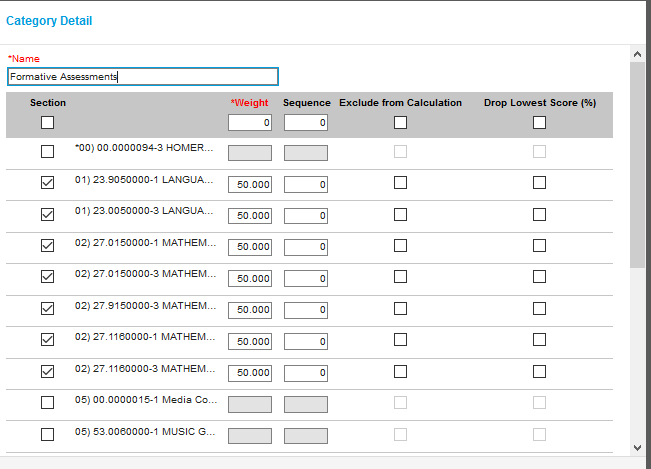 Category Detail
*Name
Formative Assessments
Section *Weight Sequence Exclude from Calculation Drop Lowest Score (%)
0 0
*00) 00.0000094-3 HOMER...
01) 23.9050000-1 LANGUA... 50.000 0
01) 23.0050000-3 LANGUA... 50.000 0
02) 27.0150000-1 MATHEM... 50.000 0
02) 27.0150000-3 MATHEM... 50.000 0
02) 27.9150000-3 MATHEM... 50.000 0
02) 27.1160000-1 MATHEM... 50.000 0
02) 27.1160000-3 MATHEM... 50.000 0
05) 00.0000015-1 Media Co...
05) 53.0060000-1 MUSIC G...